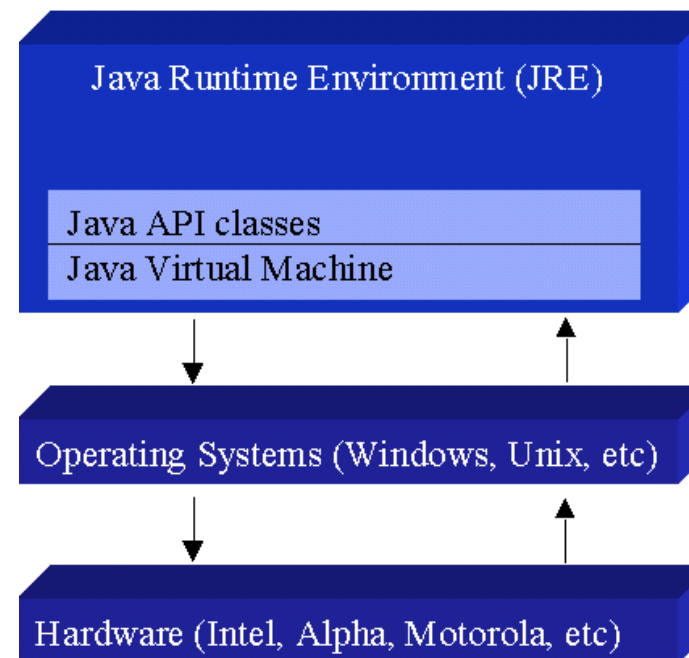 Java Runtime Environment (JRE)
Java API classes
Java Virtual Machine
Operating Systems (Windows, Unix, etc)
Hardware (Intel, Alpha, Motorola, etc)